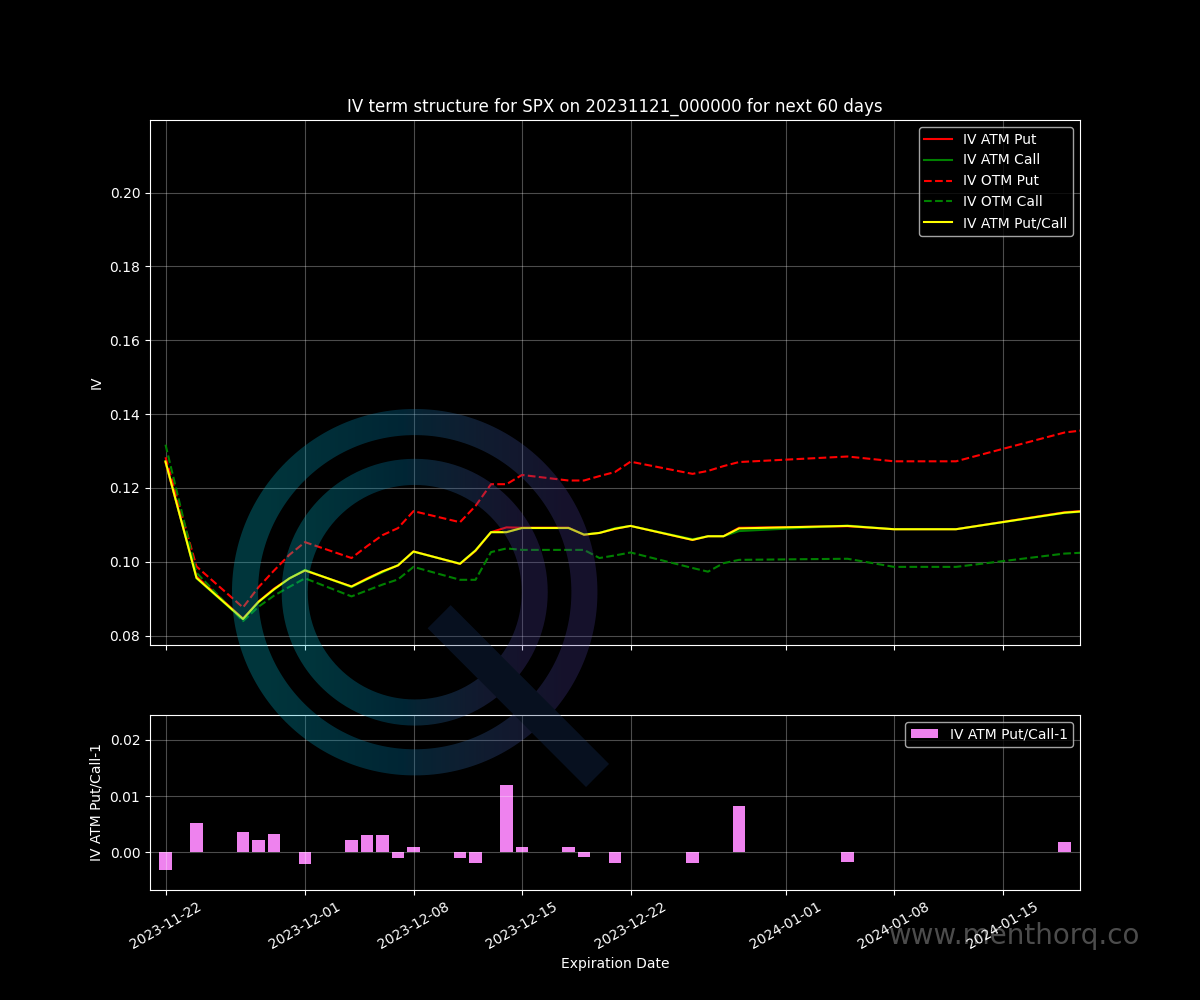 IV term structure for SPX on 20231121_000000 for next 60 days
IV ATM Put
IV ATM Call
IV OTM Put
IV OTM Call
IV ATM Put/Call
0.20
0.18
0.16
0.14
0.12
0.10
0.08
IV
IV ATM Put/Call-1
0.02
0.01
0.00
IV ATM Put/Call-1
2023-11-22
2023-12-01
2023-12-08
2023-12-15
2023-12-22
2024-01-01
2024-01-08
2024-01-15
www.menthorq.co
Expiration Date